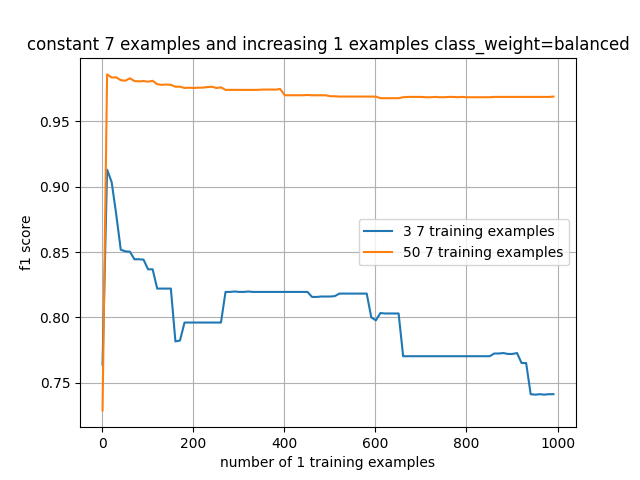 constant 7 examples and increasing 1 examples class_weight=balanced
f1 score
0.95
0.90
0.85
0.80
0.75
3 7 training examples
50 7 training examples
0 200 400 600 800 1000
number of 1 training examples